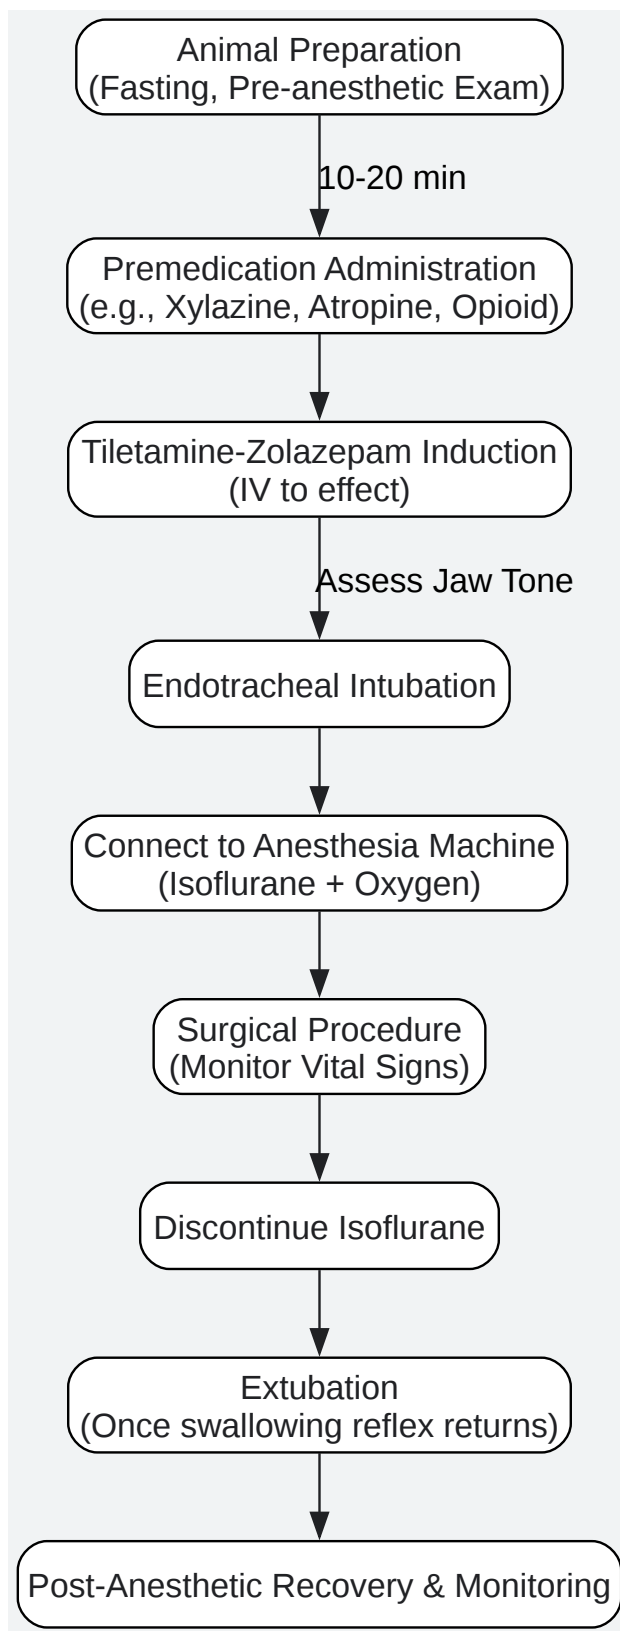 Animal Preparation
(Fasting, Pre-anesthetic Exam)
10-20 min
Premedication Administration
(e.g., Xylazine, Atropine, Opioid)
Tiletamine-Zolazepam Induction
(IV to effect)
Assess Jaw Tone
Endotracheal Intubation
Connect to Anesthesia Machine
(Isoflurane + Oxygen)
Surgical Procedure
(Monitor Vital Signs)
Discontinue Isoflurane
Extubation
(Once swallowing reflex returns)
Post-Anesthetic Recovery & Monitoring